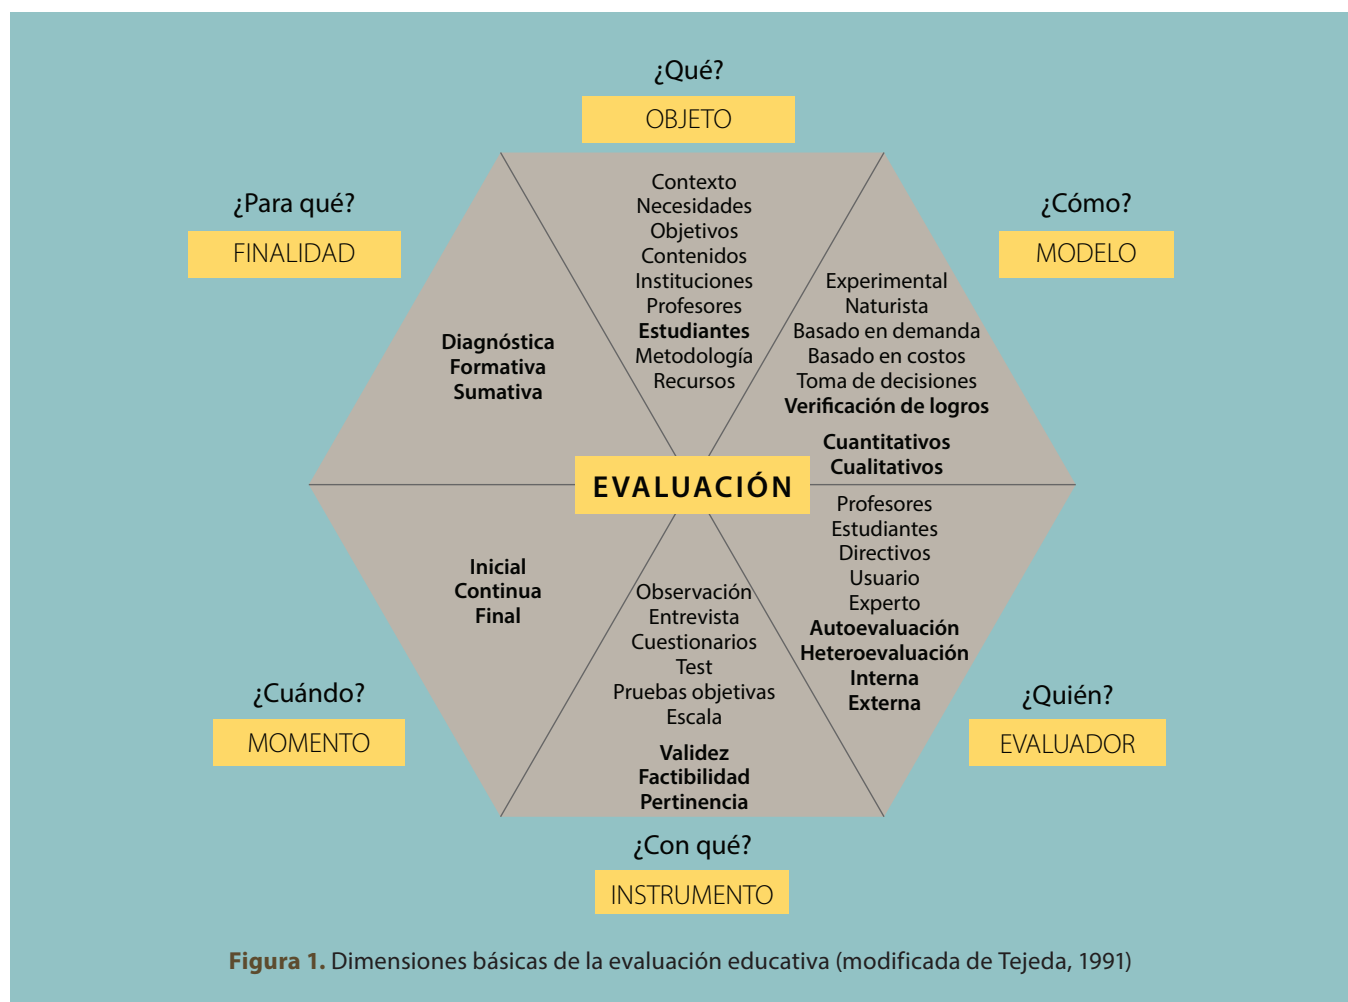 ¿Qué?
OBJETO
Contexto
Necesidades
Objetivos
Contenidos
Instituciones
Profesores
Estudiantes
Metodología
Recursos
¿Cómo?
MODELO
Experimental
Naturista
Basado en demanda
Basado en costos
Toma de decisiones
Verificación de logros
Cuantitativos
Cualitativos
¿Quién?
EVALUADOR
Profesores
Estudiantes
Directivos
Usuario
Experto
Autoevaluación
Heteroevaluación
Interna
Externa
¿Con qué?
INSTRUMENTO
Observación
Entrevista
Cuestionarios
Test
Pruebas objetivas
Escala
Validez
Factibilidad
Pertinencia
¿Cuándo?
MOMENTO
Inicial
Continua
Final
¿Para qué?
FINALIDAD
Diagnóstica
Formativa
Sumativa
EVALUACIÓN
Figura 1. Dimensiones básicas de la evaluación educativa (modificada de Tejeda, 1991)